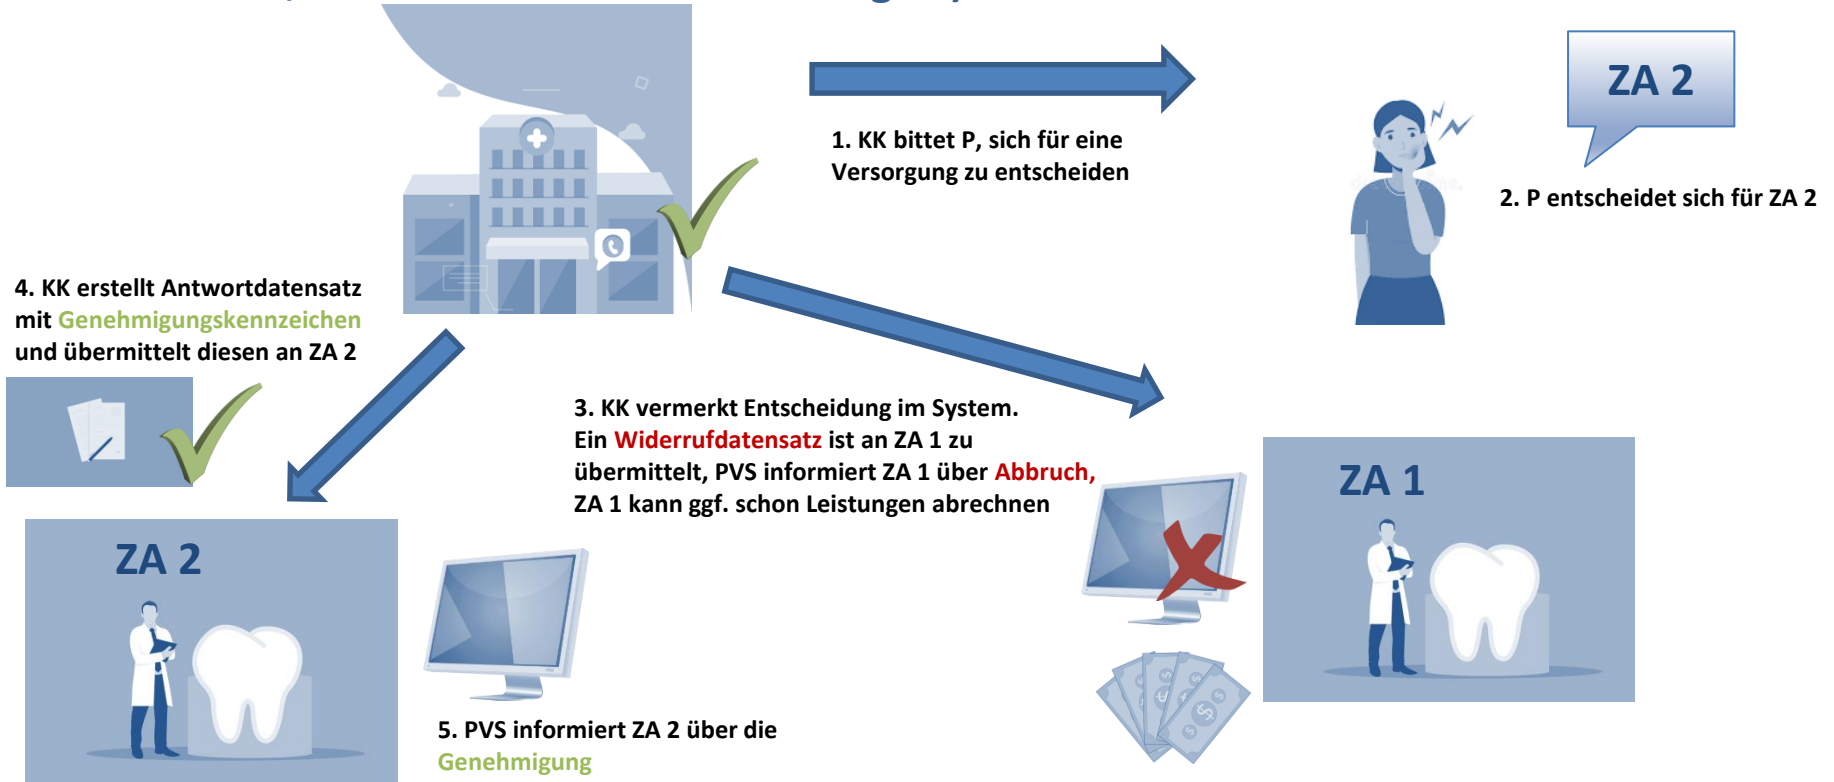 ZA 2
1. KK bittet P, sich für eine
Versorgung zu entscheiden
2. P entscheidet sich für ZA 2
4. KK erstellt Antwortdatensatz
mit Genehmigungskennzeichen
und übermittelt diesen an ZA 2
3. KK vermerkt Entscheidung im System.
Ein Widerrufdatensatz ist an ZA 1 zu
übermittelt, PVS informiert ZA 1 über Abbruch,
ZA 1 kann ggf. schon Leistungen abrechnen
ZA 1
ZA 2
5. PVS informiert ZA 2 über die
Genehmigung